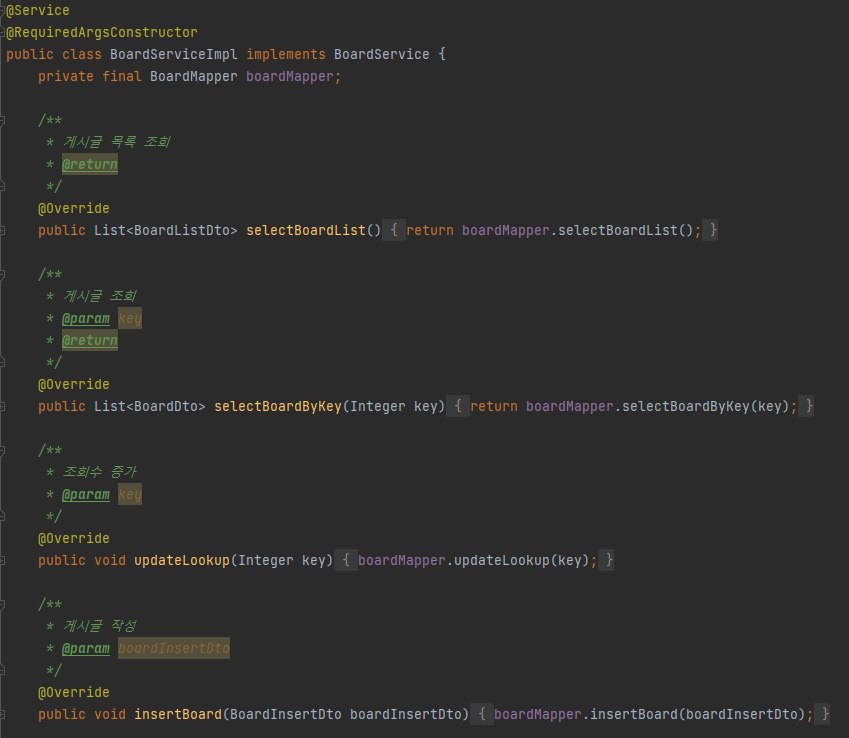 @Service
@RequiredArgsConstructor
public class BoardServiceImpl implements BoardService {
    private final BoardMapper boardMapper;

    /**
     * 게시글 목록 조회
     * @return
     */
    @Override
    public List<BoardListDto> selectBoardList() { return boardMapper.selectBoardList(); }

    /**
     * 게시글 조회
     * @param key
     * @return
     */
    @Override
    public List<BoardDto> selectBoardByKey(Integer key) { return boardMapper.selectBoardByKey(key); }

    /**
     * 조회수 증가
     * @param key
     */
    @Override
    public void updateLookup(Integer key) { boardMapper.updateLookup(key); }

    /**
     * 게시글 작성
     * @param boardInsertDto
     */
    @Override
    public void insertBoard(BoardInsertDto boardInsertDto) { boardMapper.insertBoard(boardInsertDto); }